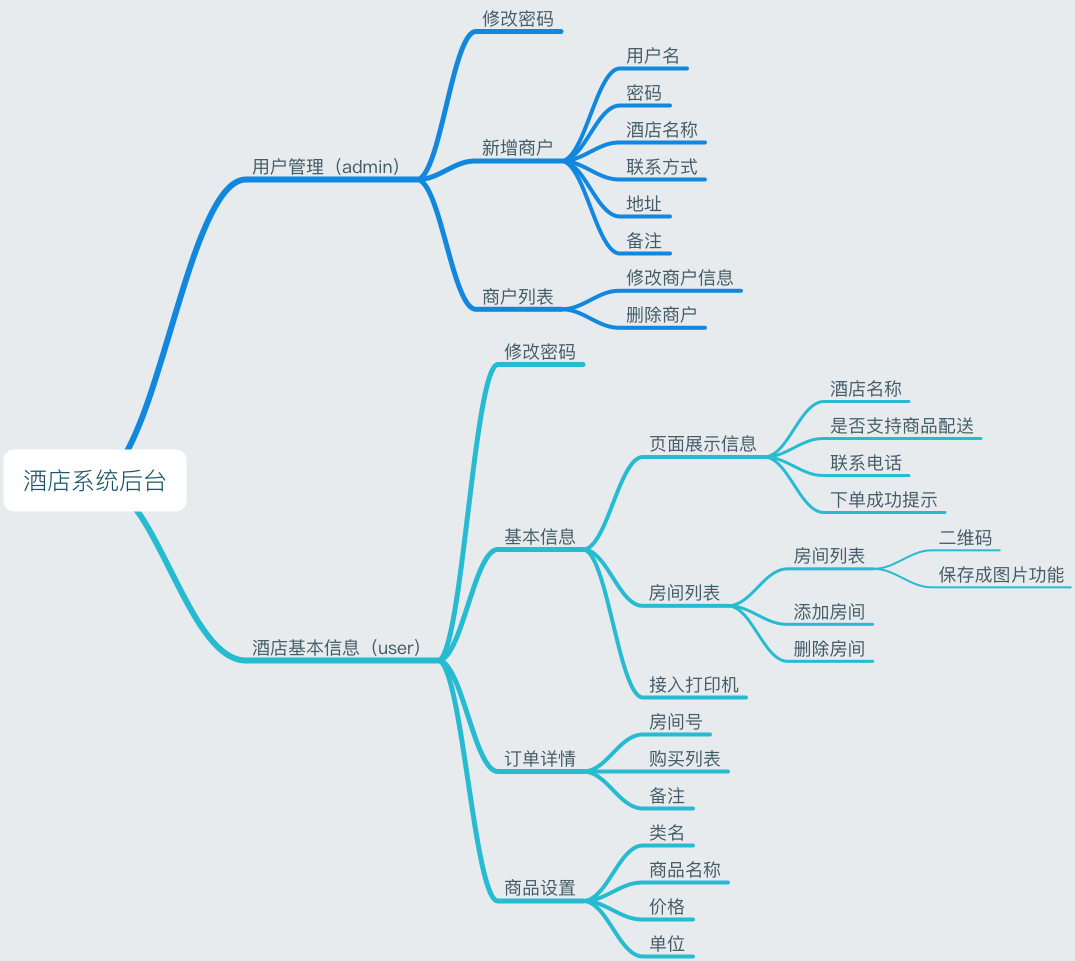 酒店系统后台
用户管理（admin）
修改密码
新增商户
用户名
密码
酒店名称
联系方式
地址
备注
商户列表
修改商户信息
删除商户
酒店基本信息（user）
修改密码
基本信息
页面展示信息
酒店名称
是否支持商品配送
联系电话
下单成功提示
房间列表
房间列表
二维码
保存成图片功能
添加房间
删除房间
接入打印机
订单详情
房间号
购买列表
备注
商品设置
类名
商品名称
价格
单位